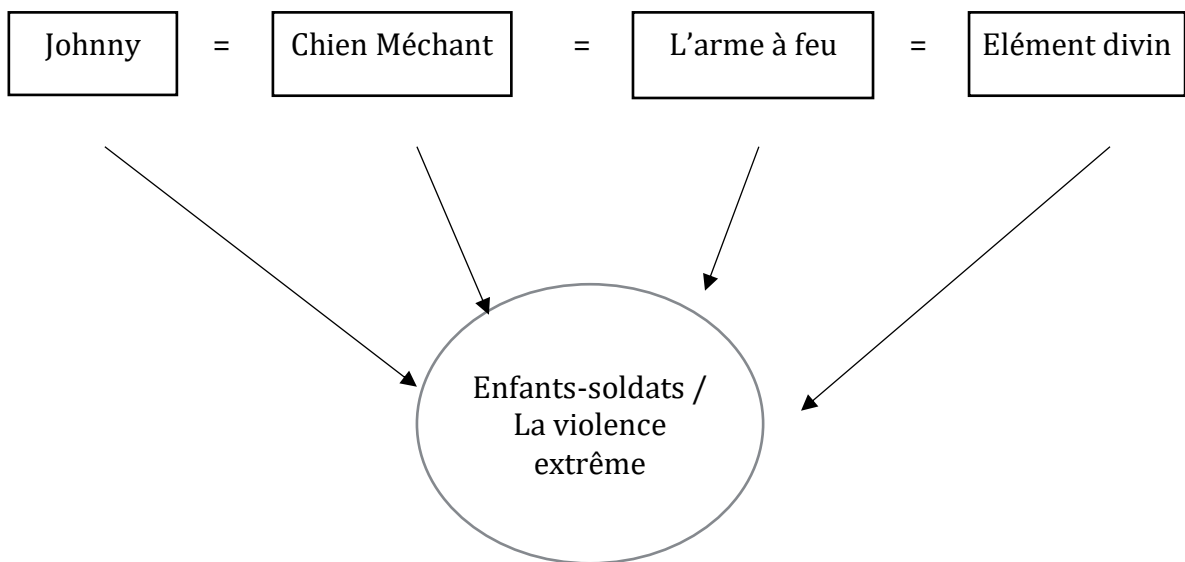 Johnny = Chien Méchant = L'arme à feu = Elément divin
Enfants-soldats /
La violence
extrême